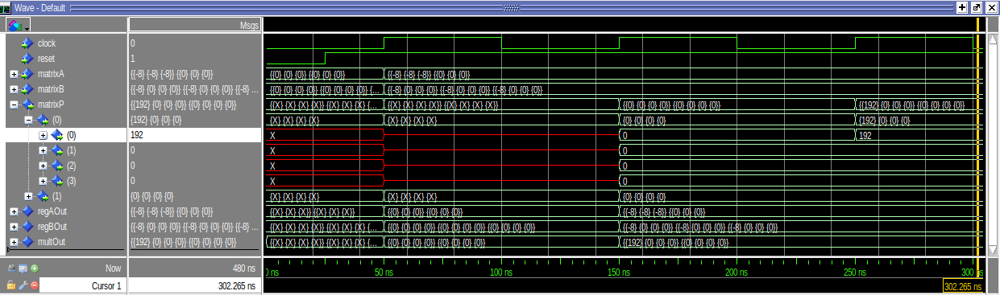 Wave - Default
Msgs
clock 0
reset 1
matrixA {{-8} {-8} {-8}} {{0} {0} {0}} {{0} {0} {0}} {{0} {0} {0}} {{-8} {-8} {-8}} {{0} {0} {0}}
matrixB {{-8} {0} {0} {0}} {{-8} {0} {0} {0}} {{-8} ... {{0} {0} {0} {0}} {{0} {0} {0} {0}} {... {{-8} {0} {0} {0}} {{-8} {0} {0} {0}} {{-8} {0} {0} {0}}
matrixP {{192} {0} {0} {0}} {{0} {0} {0} {0}} {{X} {X} {X} {X}} {{X} {X} {X} {... {{X} {X} {X} {X}} {{X} {X} {X} {X}} {{0} {0} {0} {0}} {{0} {0} {0} {0}} {{192} {0} {0} {0}} {{0} {0} {0} {0}}
(0) {192} {0} {0} {0} {X} {X} {X} {X} {X} {X} {X} {X} {0} {0} {0} {0} {192} {0} {0} {0}
(0) 192 X 0 192
(1) 0 X 0
(2) 0 X 0
(3) 0 X 0
(1) {0} {0} {0} {0} {X} {X} {X} {X} {X} {X} {X} {X} {0} {0} {0} {0}
regAOut {{-8} {-8} {-8}} {{0} {0} {0}} {{X} {X} {X}} {{X} {X} {X}} {{0} {0} {0}} {{0} {0} {0}} {{-8} {-8} {-8}} {{0} {0} {0}}
regBOut {{-8} {0} {0} {0}} {{-8} {0} {0} {0}} {{-8} ... {{X} {X} {X} {X}} {{X} {X} {X} {... {{0} {0} {0} {0}} {{0} {0} {0} {0}} {{0} {0} {0} {0}} {{-8} {0} {0} {0}} {{-8} {0} {0} {0}} {{-8} {0} {0} {0}}
multOut {{192} {0} {0} {0}} {{0} {0} {0} {0}} {{X} {X} {X} {X}} {{X} {X} {X} {... {{0} {0} {0} {0}} {{0} {0} {0} {0}} {{192} {0} {0} {0}} {{0} {0} {0} {0}}
Now 480 ns ns 50 ns 100 ns 150 ns 200 ns 250 ns 300
Cursor 1 302.265 ns 302.265 ns